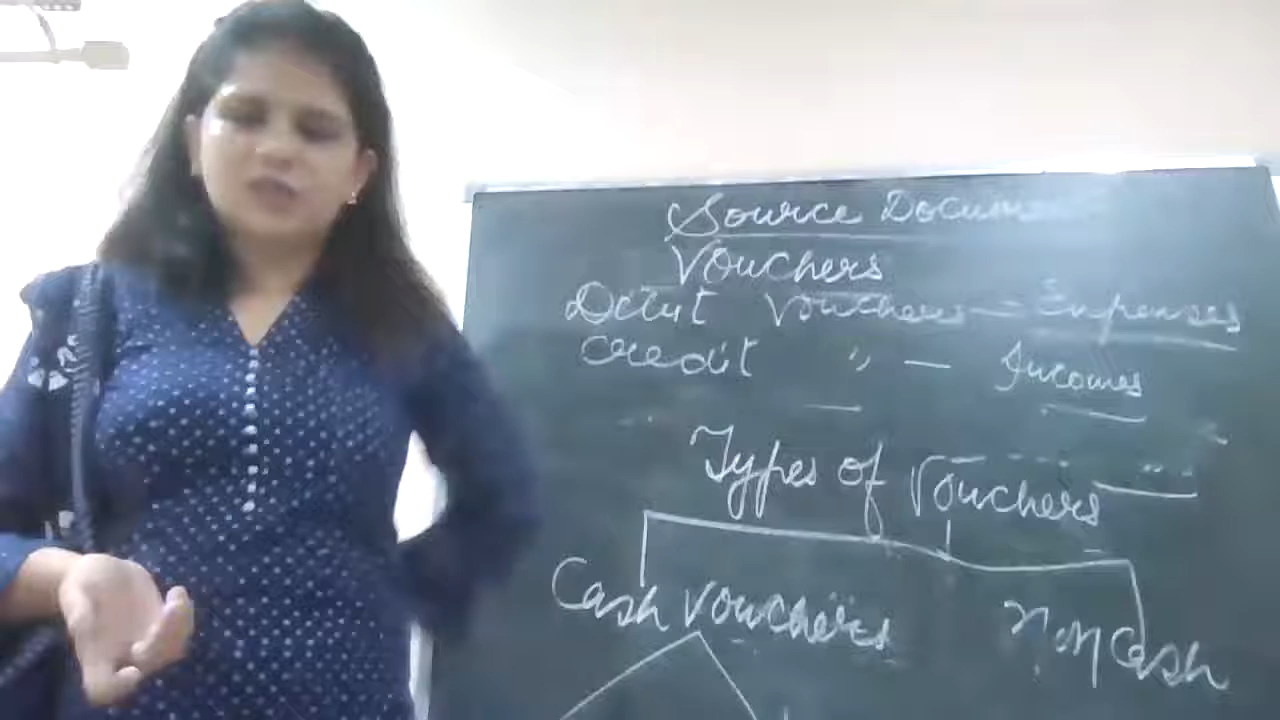 Source Docum
Vouchers
Debit Vouchers - Expenses
Credit " - Incomes
Types of Vouchers
Cash Vouchers Non Cash